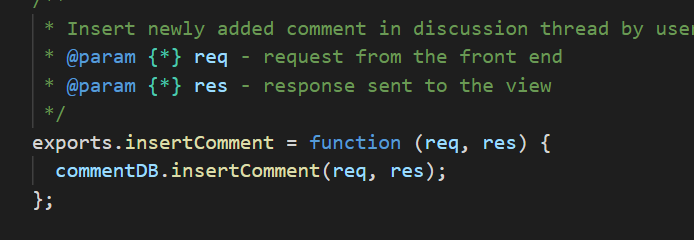 /**
 * Insert newly added comment in discussion thread by user
 * @param {*} req - request from the front end
 * @param {*} res - response sent to the view
 */
exports.insertComment = function (req, res) {
  commentDB.insertComment(req, res);
};